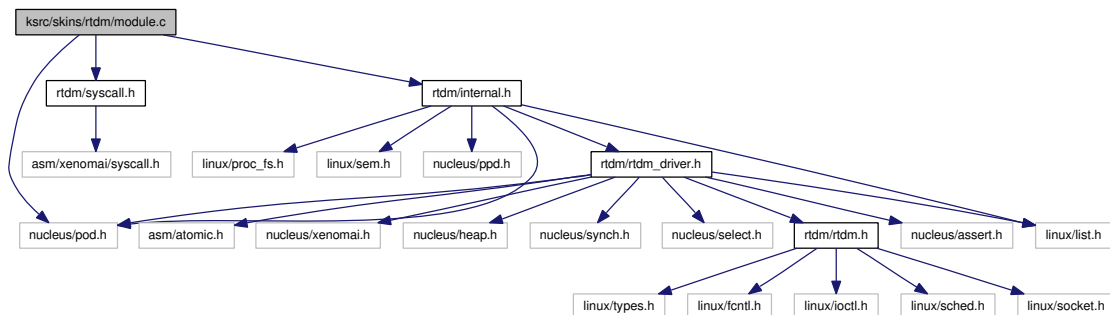 ksrc/skins/rtdm/module.c
rtdm/syscall.h
rtdm/internal.h
asm/xenomai/syscall.h
linux/proc_fs.h
linux/sem.h
nucleus/ppd.h
rtdm/rtdm_driver.h
nucleus/pod.h
asm/atomic.h
nucleus/xenomai.h
nucleus/heap.h
nucleus/synch.h
nucleus/select.h
rtdm/rtdm.h
nucleus/assert.h
linux/list.h
linux/types.h
linux/fcntl.h
linux/ioctl.h
linux/sched.h
linux/socket.h